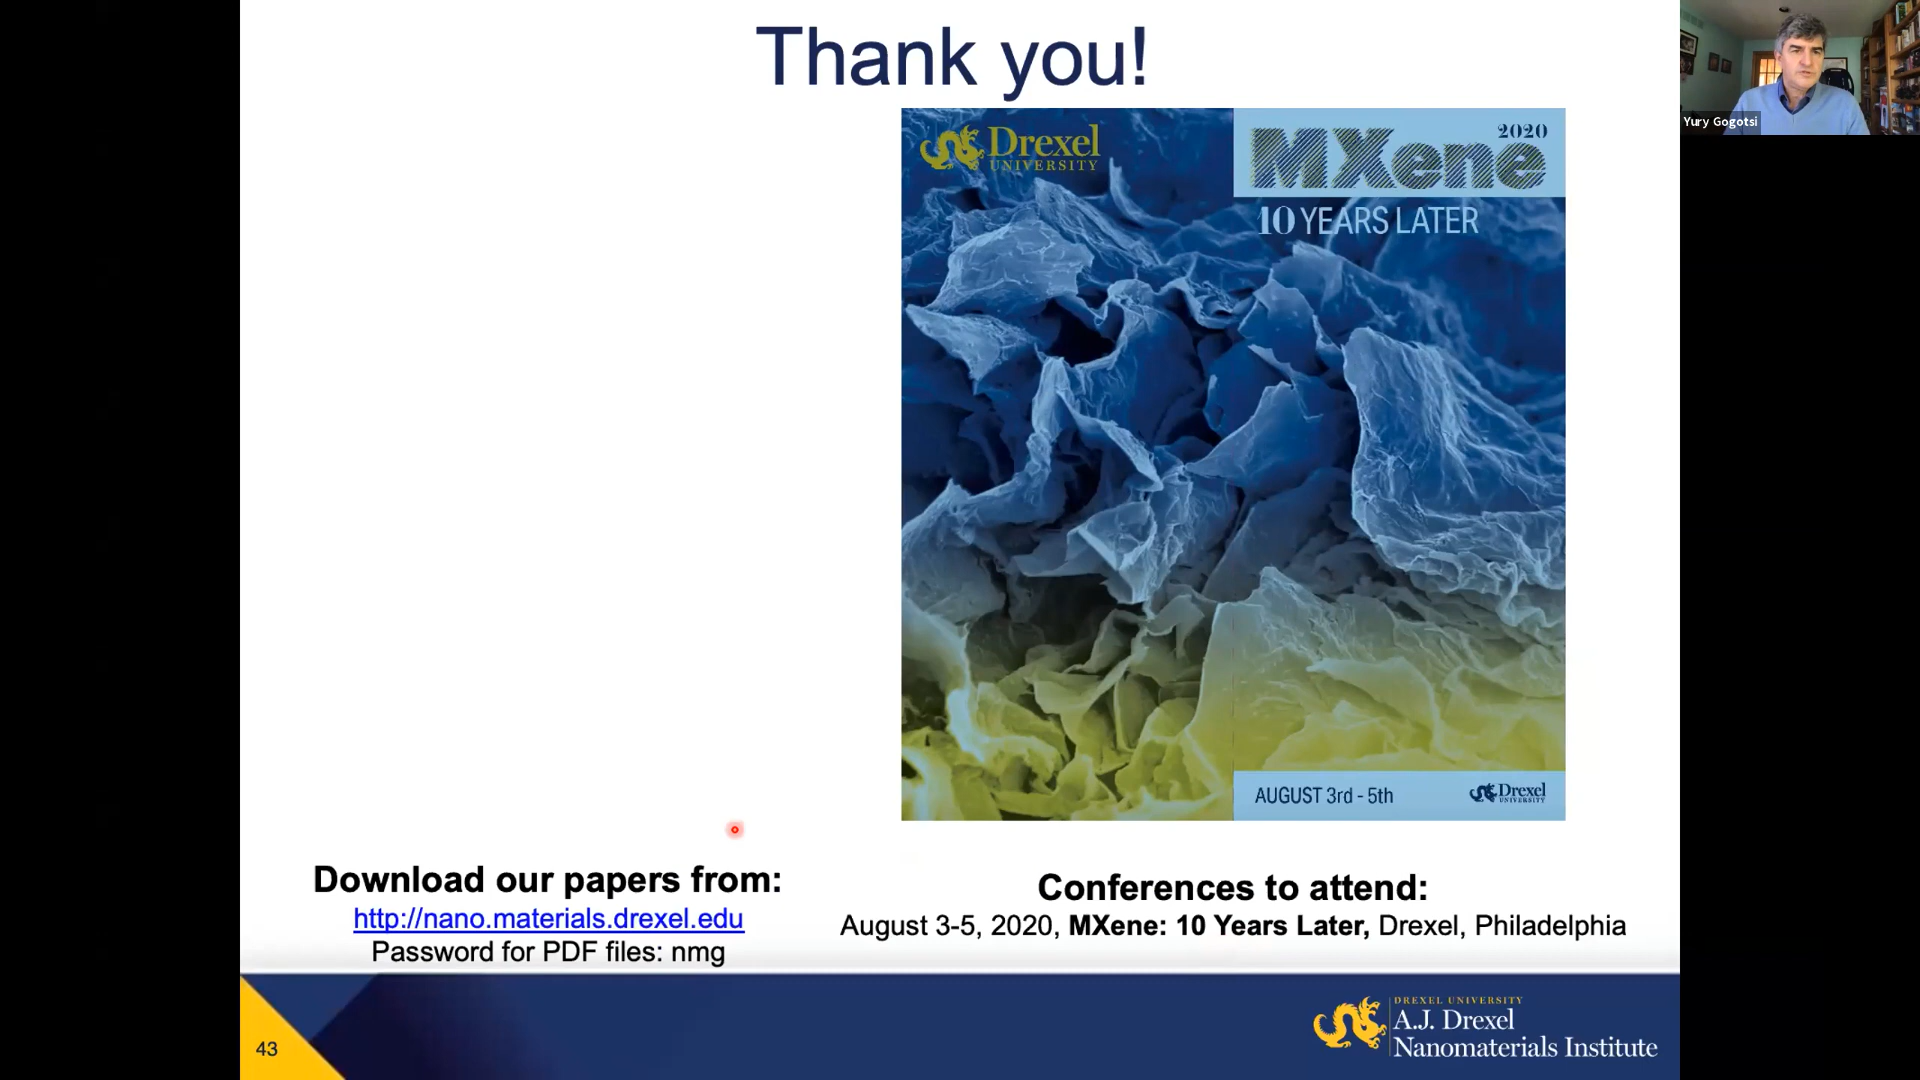 Thank you!
Yury Gogotsi
Drexel
UNIVERSITY
2020
MXene
10 YEARS LATER
AUGUST 3rd - 5th
Drexel
UNIVERSITY
Download our papers from:
http://nano.materials.drexel.edu
Password for PDF files: nmg
Conferences to attend:
August 3-5, 2020, MXene: 10 Years Later, Drexel, Philadelphia
43
DREXEL UNIVERSITY
A.J. Drexel
Nanomaterials Institute